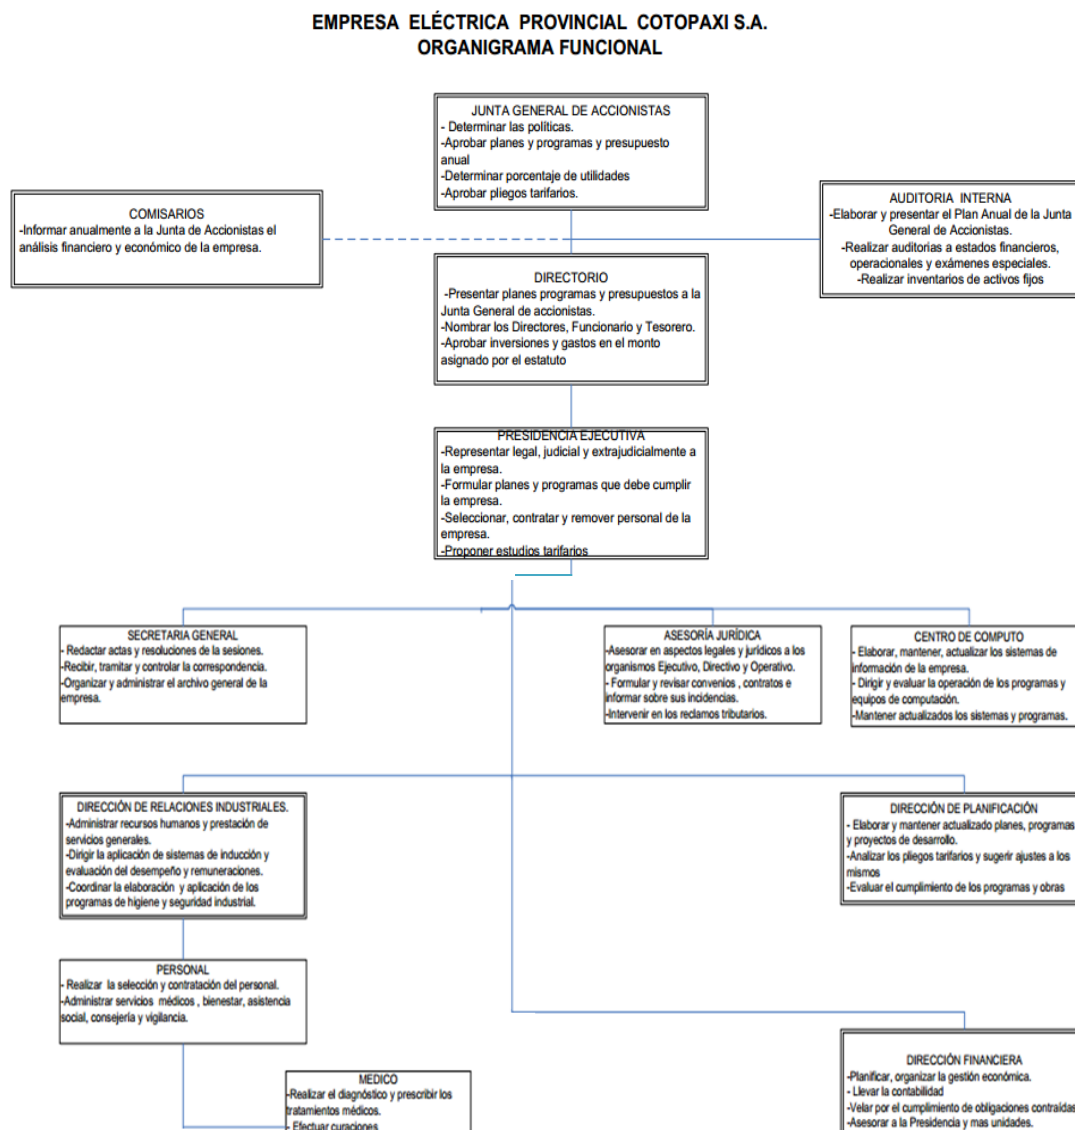 EMPRESA ELÉCTRICA PROVINCIAL COTOPAXI S.A.
ORGANIGRAMA FUNCIONAL
JUNTA GENERAL DE ACCIONISTAS
- Determinar las políticas.
-Aprobar planes y programas y presupuesto
anual
-Determinar porcentaje de utilidades
-Aprobar pliegos tarifarios.
COMISARIOS
-Informar anualmente a la Junta de Accionistas el
análisis financiero y económico de la empresa.
AUDITORIA INTERNA
-Elaborar y presentar el Plan Anual de la Junta
General de Accionistas.
-Realizar auditorias a estados financieros,
operacionales y exámenes especiales.
-Realizar inventarios de activos fijos
DIRECTORIO
-Presentar planes programas y presupuestos a la
Junta General de accionistas.
-Nombrar los Directores, Funcionario y Tesorero.
-Aprobar inversiones y gastos en el monto
asignado por el estatuto
PRESIDENCIA EJECUTIVA
-Representar legal, judicial y extrajudicialmente a
la empresa.
-Formular planes y programas que debe cumplir
la empresa.
-Seleccionar, contratar y remover personal de la
empresa.
-Proponer estudios tarifarios
SECRETARIA GENERAL
- Redactar actas y resoluciones de la sesiones.
-Recibir, tramitar y controlar la correspondencia.
-Organizar y administrar el archivo general de la
empresa.
ASESORÍA JURÍDICA
-Asesorar en aspectos legales y jurídicos a los
organismos Ejecutivo, Directivo y Operativo.
- Formular y revisar convenios , contratos e
informar sobre sus incidencias.
-Intervenir en los reclamos tributarios.
CENTRO DE COMPUTO
- Elaborar, mantener, actualizar los sistemas de
información de la empresa.
- Dirigir y evaluar la operación de los programas y
equipos de computación.
-Mantener actualizados los sistemas y programas.
DIRECCIÓN DE RELACIONES INDUSTRIALES.
-Administrar recursos humanos y prestación de
servicios generales.
-Dirigir la aplicación de sistemas de inducción y
evaluación del desempeño y remuneraciones.
-Coordinar la elaboración y aplicación de los
programas de higiene y seguridad industrial.
DIRECCIÓN DE PLANIFICACIÓN
- Elaborar y mantener actualizado planes, programas
y proyectos de desarrollo.
-Analizar los pliegos tarifarios y sugerir ajustes a los
mismos
-Evaluar el cumplimiento de los programas y obras
PERSONAL
- Realizar la selección y contratación del personal.
-Administrar servicios médicos , bienestar, asistencia
social, consejería y vigilancia.
MEDICO
-Realizar el diagnóstico y prescribir los
tratamientos médicos.
- Efectuar curaciones
DIRECCIÓN FINANCIERA
-Planificar, organizar la gestión económica.
- Llevar la contabilidad
-Velar por el cumplimiento de obligaciones contraídas
-Asesorar a la Presidencia y mas unidades.